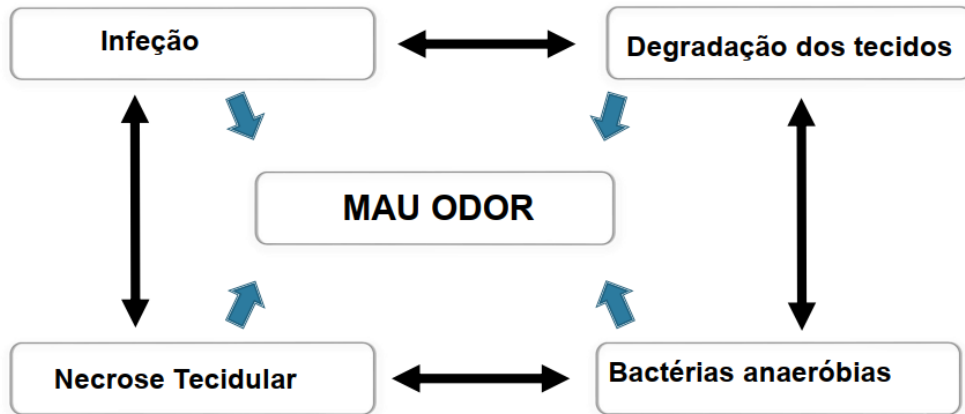 Infeção
Degradação dos tecidos
MAU ODOR
Necrose Tecidular
Bactérias anaeróbias